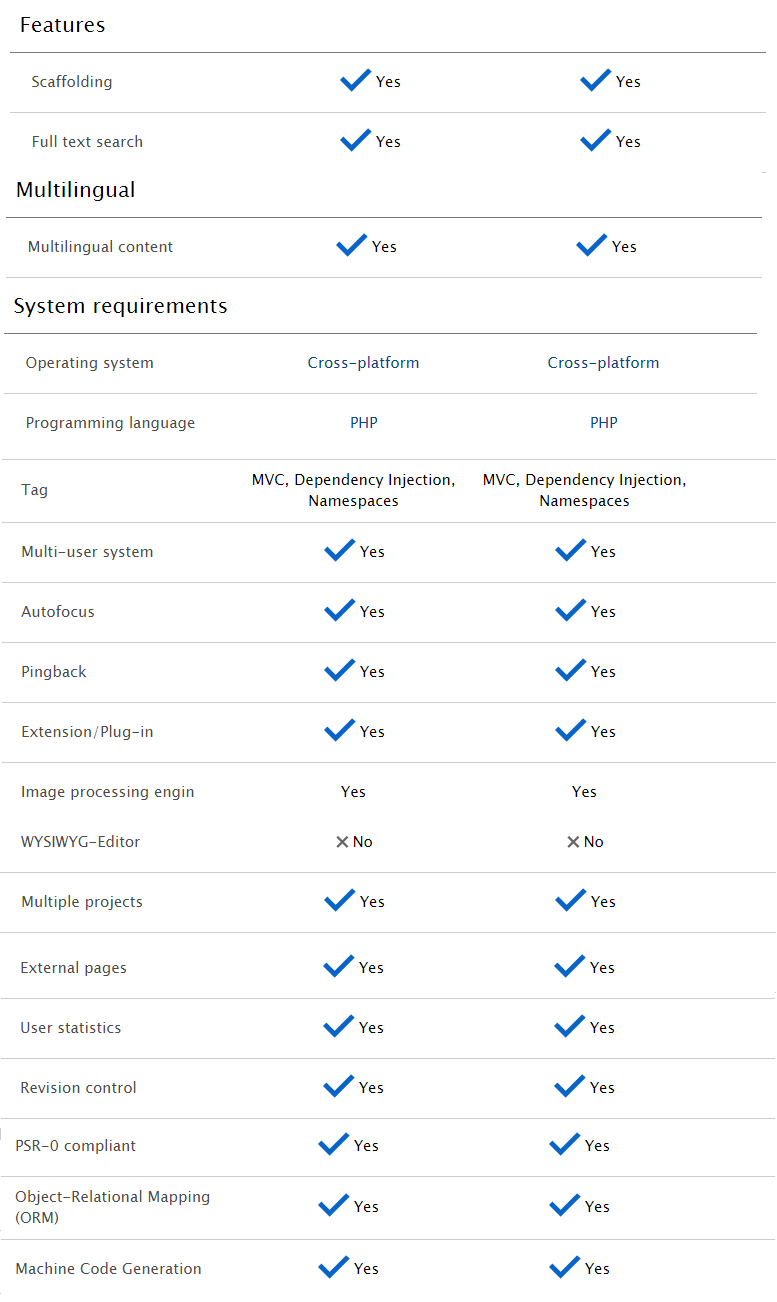 Features
Scaffolding Yes Yes
Full text search Yes Yes
Multilingual
Multilingual content Yes Yes
System requirements
Operating system Cross-platform Cross-platform
Programming language PHP PHP
Tag MVC, Dependency Injection, MVC, Dependency Injection,
Namespaces Namespaces
Multi-user system Yes Yes
Autofocus Yes Yes
Pingback Yes Yes
Extension/Plug-in Yes Yes
Image processing engin Yes Yes
WYSIWYG-Editor No No
Multiple projects Yes Yes
External pages Yes Yes
User statistics Yes Yes
Revision control Yes Yes
PSR-0 compliant Yes Yes
Object-Relational Mapping
(ORM) Yes Yes
Machine Code Generation Yes Yes